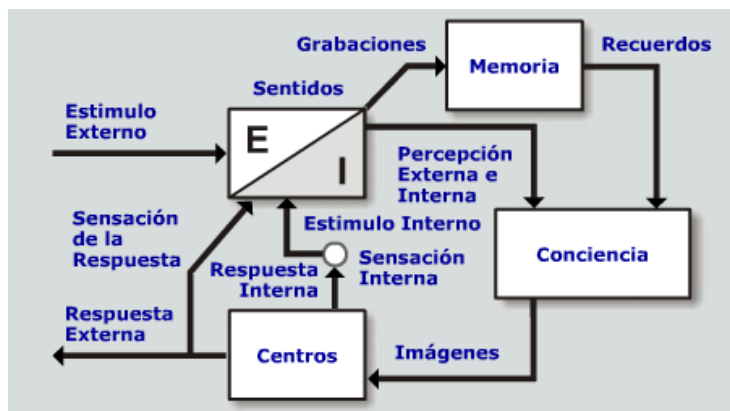 Grabaciones
Memoria
Recuerdos
Sentidos
Estimulo
Externo
E
I
Percepción
Externa e
Interna
Sensación
de la
Respuesta
Estimulo Interno
Conciencia
Respuesta
Interna
Sensación
Interna
Respuesta
Externa
Centros
Imágenes